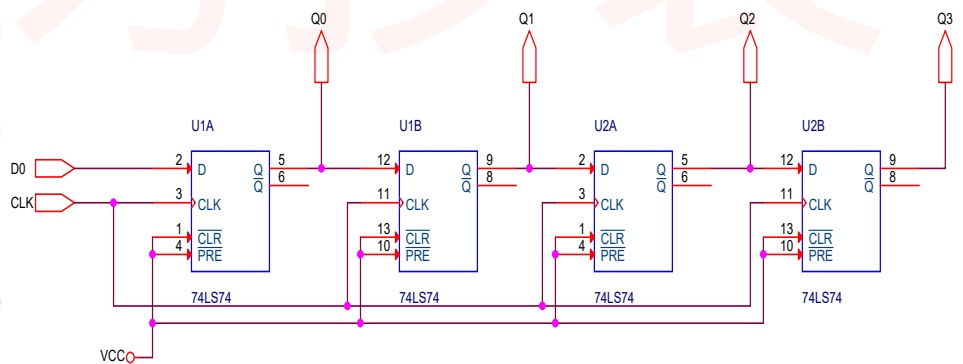 Q0 Q1 Q2 Q3
U1A U1B U2A U2B
D0 2 D Q 5 12 D Q 9 2 D Q 5 12 D Q 9
Q 6 Q 8 Q 6 Q 8
CLK 3 CLK 11 CLK 3 CLK 11 CLK
1 CLR 13 CLR 1 CLR 13 CLR
4 PRE 10 PRE 4 PRE 10 PRE
74LS74 74LS74 74LS74 74LS74
VCC